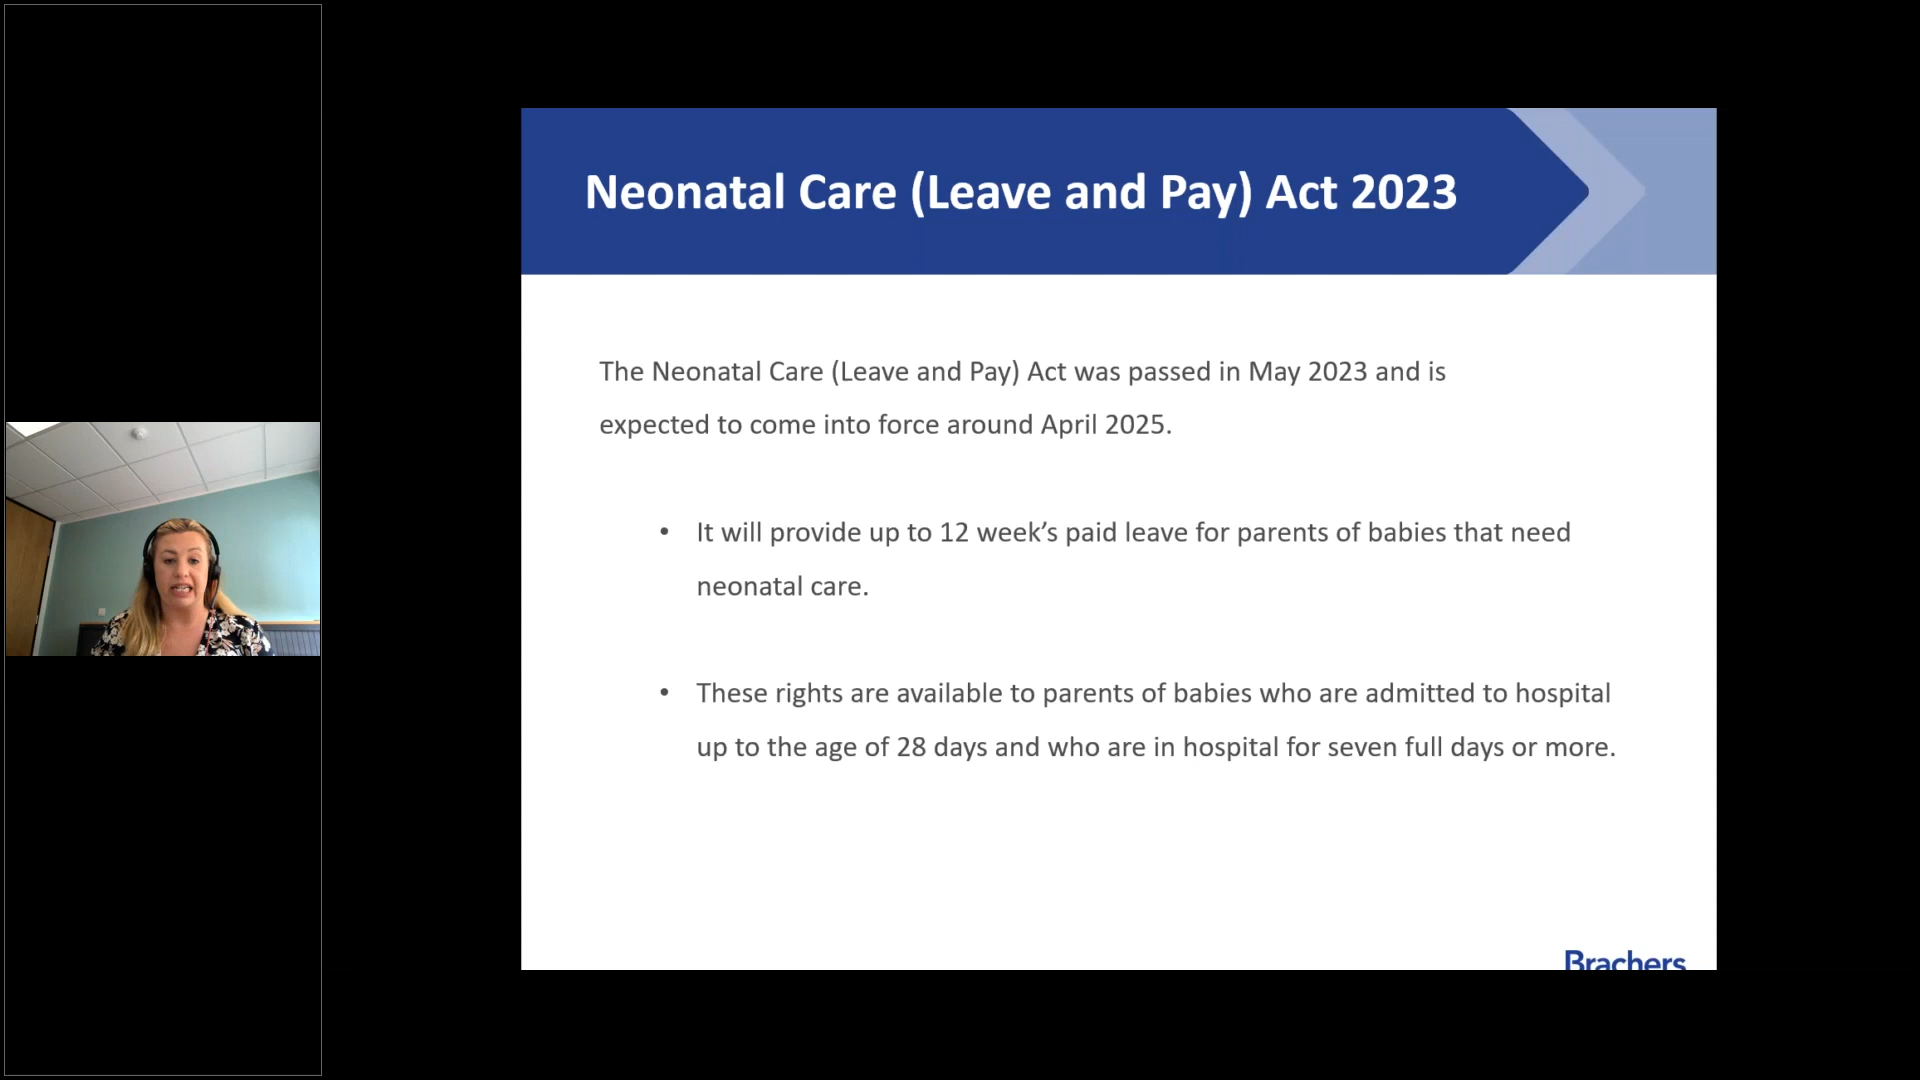 Neonatal Care (Leave and Pay) Act 2023
The Neonatal Care (Leave and Pay) Act was passed in May 2023 and is
expected to come into force around April 2025.
• It will provide up to 12 week’s paid leave for parents of babies that need
neonatal care.
• These rights are available to parents of babies who are admitted to hospital
up to the age of 28 days and who are in hospital for seven full days or more.
Brachers